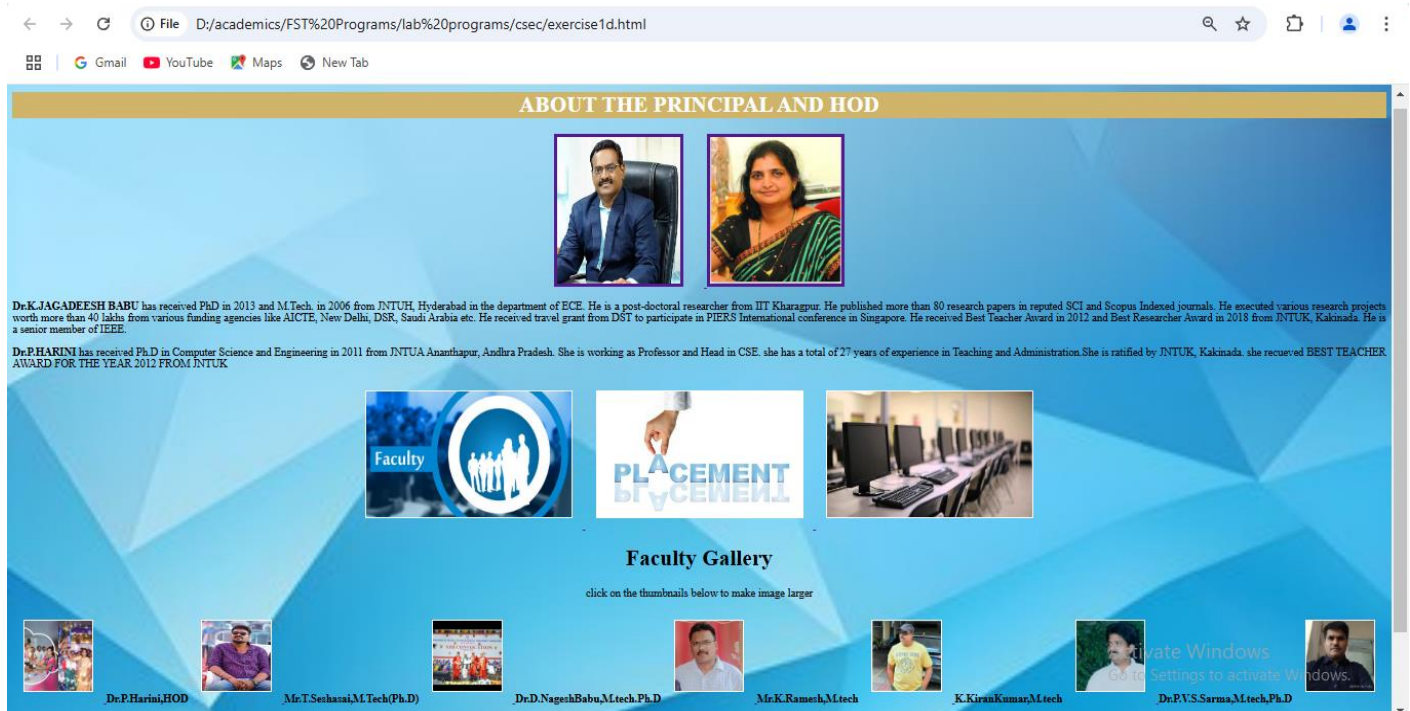 File D:/academics/FST%20Programs/lab%20programs/csec/exercise1d.html
Gmail YouTube Maps New Tab
ABOUT THE PRINCIPAL AND HOD
Dr.K.JAGADEESH BABU has received PhD in 2013 and M.Tech. in 2006 from JNTUH, Hyderabad in the department of ECE. He is a post-doctoral researcher from IIT Kharagpur. He published more than 80 research papers in reputed SCI and Scopus Indexed journals. He executed various research projects
worth more than 40 lakhs from various funding agencies like AICTE, New Delhi, DSR, Saudi Arabia etc. He received travel grant from DST to participate in PIERS International conference in Singapore. He received Best Teacher Award in 2012 and Best Researcher Award in 2018 from JNTUK, Kakinada. He is
a senior member of IEEE.
Dr.P.HARINI has received Ph.D in Computer Science and Engineering in 2011 from JNTUA Ananthapur, Andhra Pradesh. She is working as Professor and Head in CSE. she has a total of 27 years of experience in Teaching and Administration.She is ratified by JNTUK, Kakinada. she recueved BEST TEACHER
AWARD FOR THE YEAR 2012 FROM JNTUK
Faculty
PLACEMENT
Faculty Gallery
click on the thumbnails below to make image larger
Dr.P.Harini,HOD Mr.T.Seshasai,M.Tech(Ph.D) Dr.D.NageshBabu,M.tech.Ph.D Mr.K.Ramesh,M.tech K.KiranKumar,M.tech Dr.P.V.S.Sarma,M.tech,Ph.D
Activate Windows
Go to Settings to activate Windows.